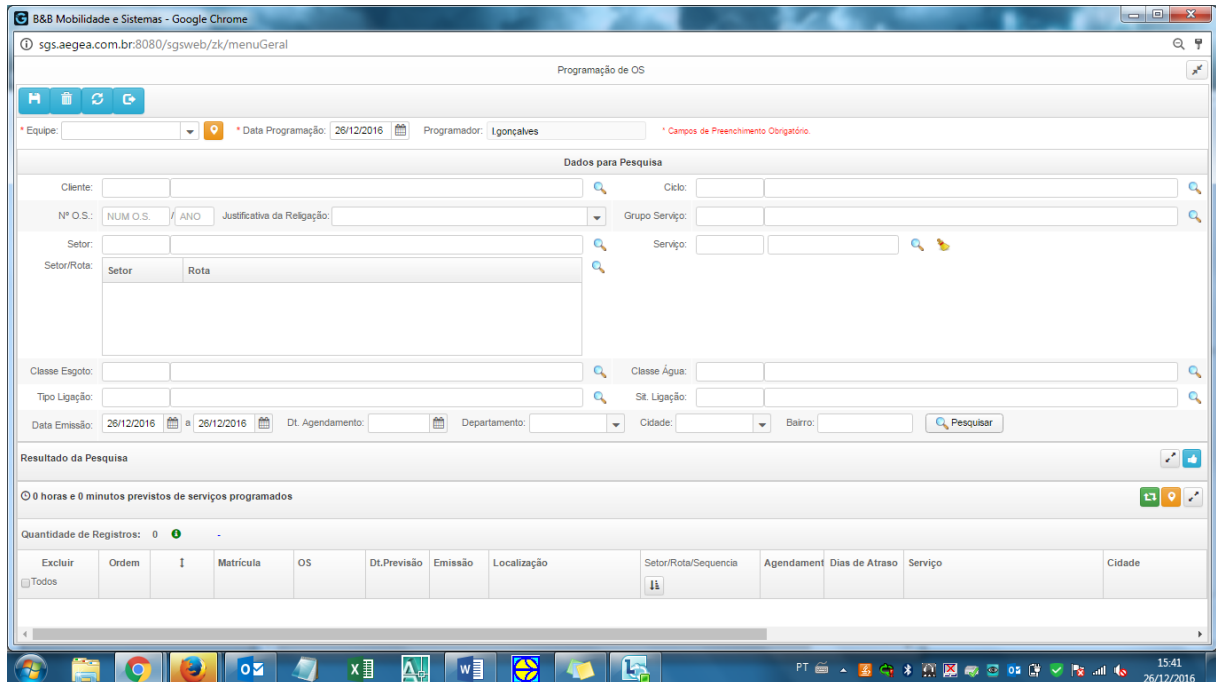 B&B Mobilidade e Sistemas - Google Chrome
sgs.aegea.com.br:8080/sgsweb/zk/menuGeral
Programação de OS
* Equipe: * Data Programação: 26/12/2016 Programador: l.gonçalves * Campos de Preenchimento Obrigatório.
Dados para Pesquisa
Cliente: Ciclo:
Nº O.S.: NUM O.S. / ANO Justificativa da Religação: Grupo Serviço:
Setor: Serviço:
Setor/Rota: Setor Rota
Classe Esgoto: Classe Água:
Tipo Ligação: Sit. Ligação:
Data Emissão: 26/12/2016 a 26/12/2016 Dt. Agendamento: Departamento: Cidade: Bairro: Pesquisar
Resultado da Pesquisa
0 horas e 0 minutos previstos de serviços programados
Quantidade de Registros: 0 -
Excluir Ordem Matrícula OS Dt.Previsão Emissão Localização Setor/Rota/Sequencia Agendament Dias de Atraso Serviço Cidade
Todos
PT 15:41
26/12/2016